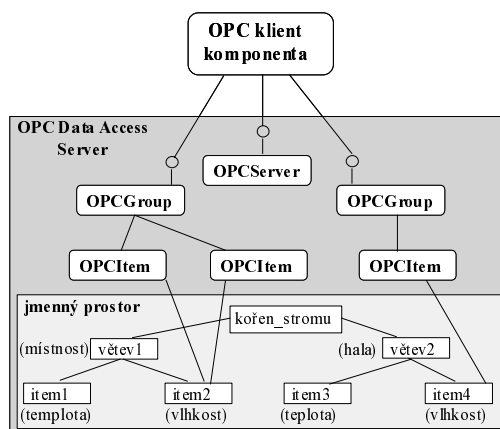 OPC klient
komponenta
OPC Data Access
Server
OPCServer
OPCGroup
OPCGroup
OPCItem
OPCItem
OPCItem
jmenný prostor
kořen_stromu
(místnost)
větev1
(hala)
větev2
item1
item2
item3
item4
(templota)
(vlhkost)
(teplota)
(vlhkost)